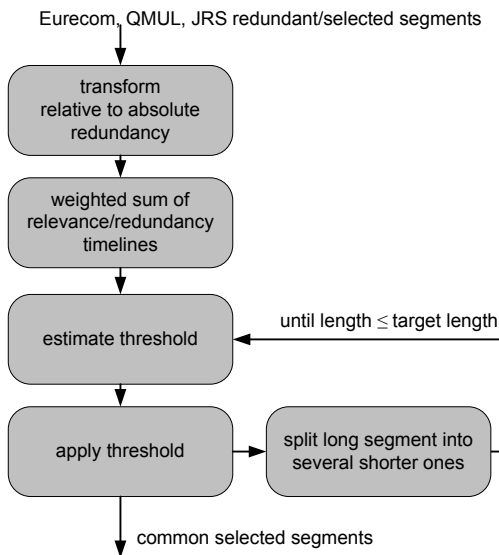 Eurecom, QMUL, JRS redundant/selected segments
transform
relative to absolute
redundancy
weighted sum of
relevance/redundancy
timelines
estimate threshold
until length ≤ target length
apply threshold
split long segment into
several shorter ones
common selected segments